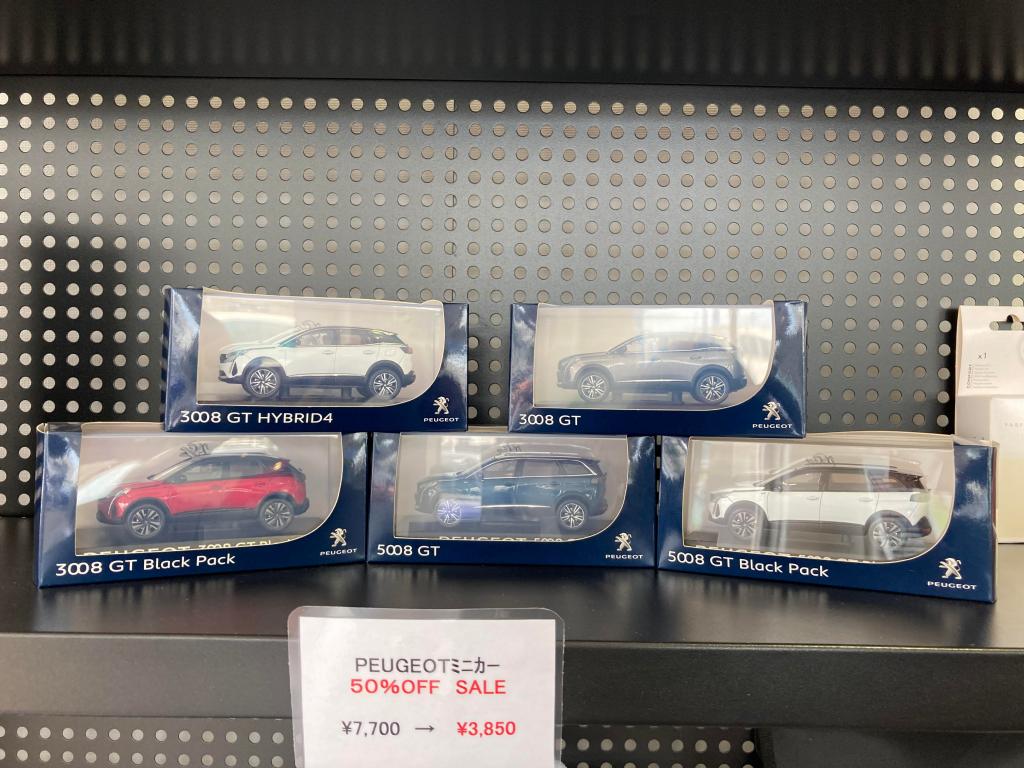 3008 GT HYBRID4
PEUGEOT
3008 GT
PEUGEOT
3008 GT Black Pack
PEUGEOT
5008 GT
PEUGEOT
5008 GT Black Pack
PEUGEOT
x1
PEUGEOTミニカー
50%OFF SALE
¥7,700 → ¥3,850